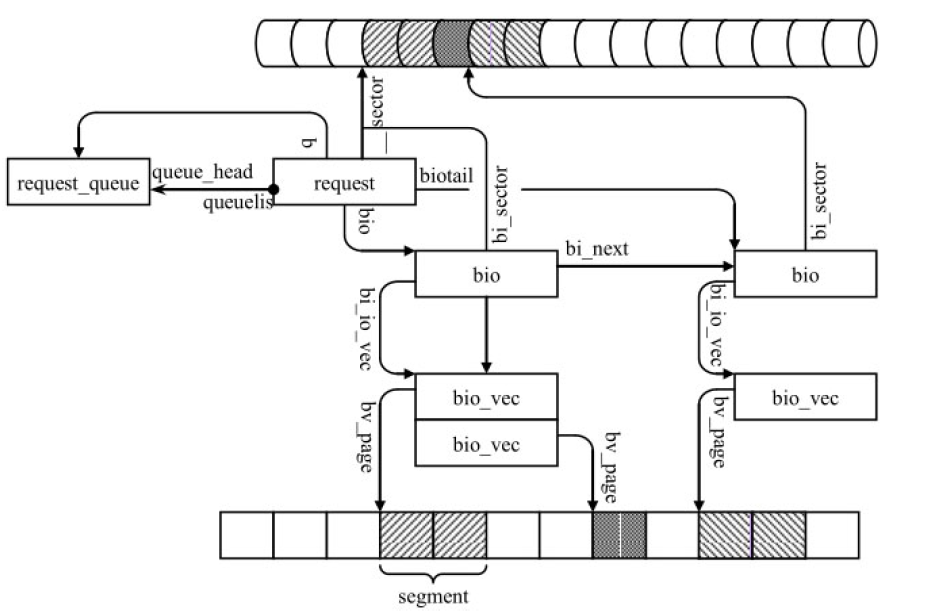 __sector
q
request_queue
queue_head
queuelis
request
biotail
bio
bi_sector
bi_sector
bi_next
bio
bio
bi_io_vec
bi_io_vec
bio_vec
bio_vec
bio_vec
bv_page
bv_page
bv_page
segment